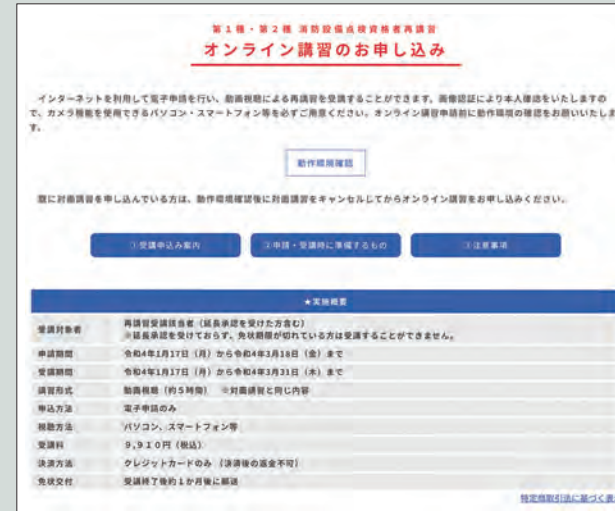 第１種・第２種 消防設備点検資格者再講習
オンライン講習のお申し込み
インターネットを利用して電子申請を行い、動画視聴による再講習を受講することができます。画像認証により本人確認をいたしますの
で、カメラ機能を使用できるパソコン・スマートフォン等を必ずご用意ください。オンライン講習申請前に動作環境の確認をお願いいたしま
す。
動作環境確認
既に対面講習を申し込んでいる方は、動作環境確認後に対面講習をキャンセルしてからオンライン講習をお申し込みください。
①受講申込み案内 ②申請・受講時に準備するもの ③注意事項
★実施概要
受講対象者 再講習受講該当者（延長承認を受けた方含む）
※延長承認を受けておらず、免状期限が切れている方は受講することができません。
申請期間 令和4年1月17日（月）から令和4年3月18日（金）まで
受講期間 令和4年1月17日（月）から令和4年3月31日（木）まで
講習形式 動画視聴（約５時間） ※対面講習と同じ内容
申込方法 電子申請のみ
視聴方法 パソコン、スマートフォン等
受講料 ９,９１０円（税込）
決済方法 クレジットカードのみ （決済後の返金不可）
免状交付 受講終了後約１か月後に郵送
特定商取引法に基づく表